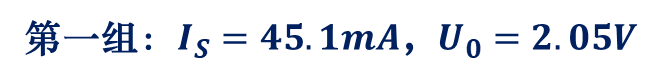 第一组：I_S = 45.1mA，U_0 = 2.05V